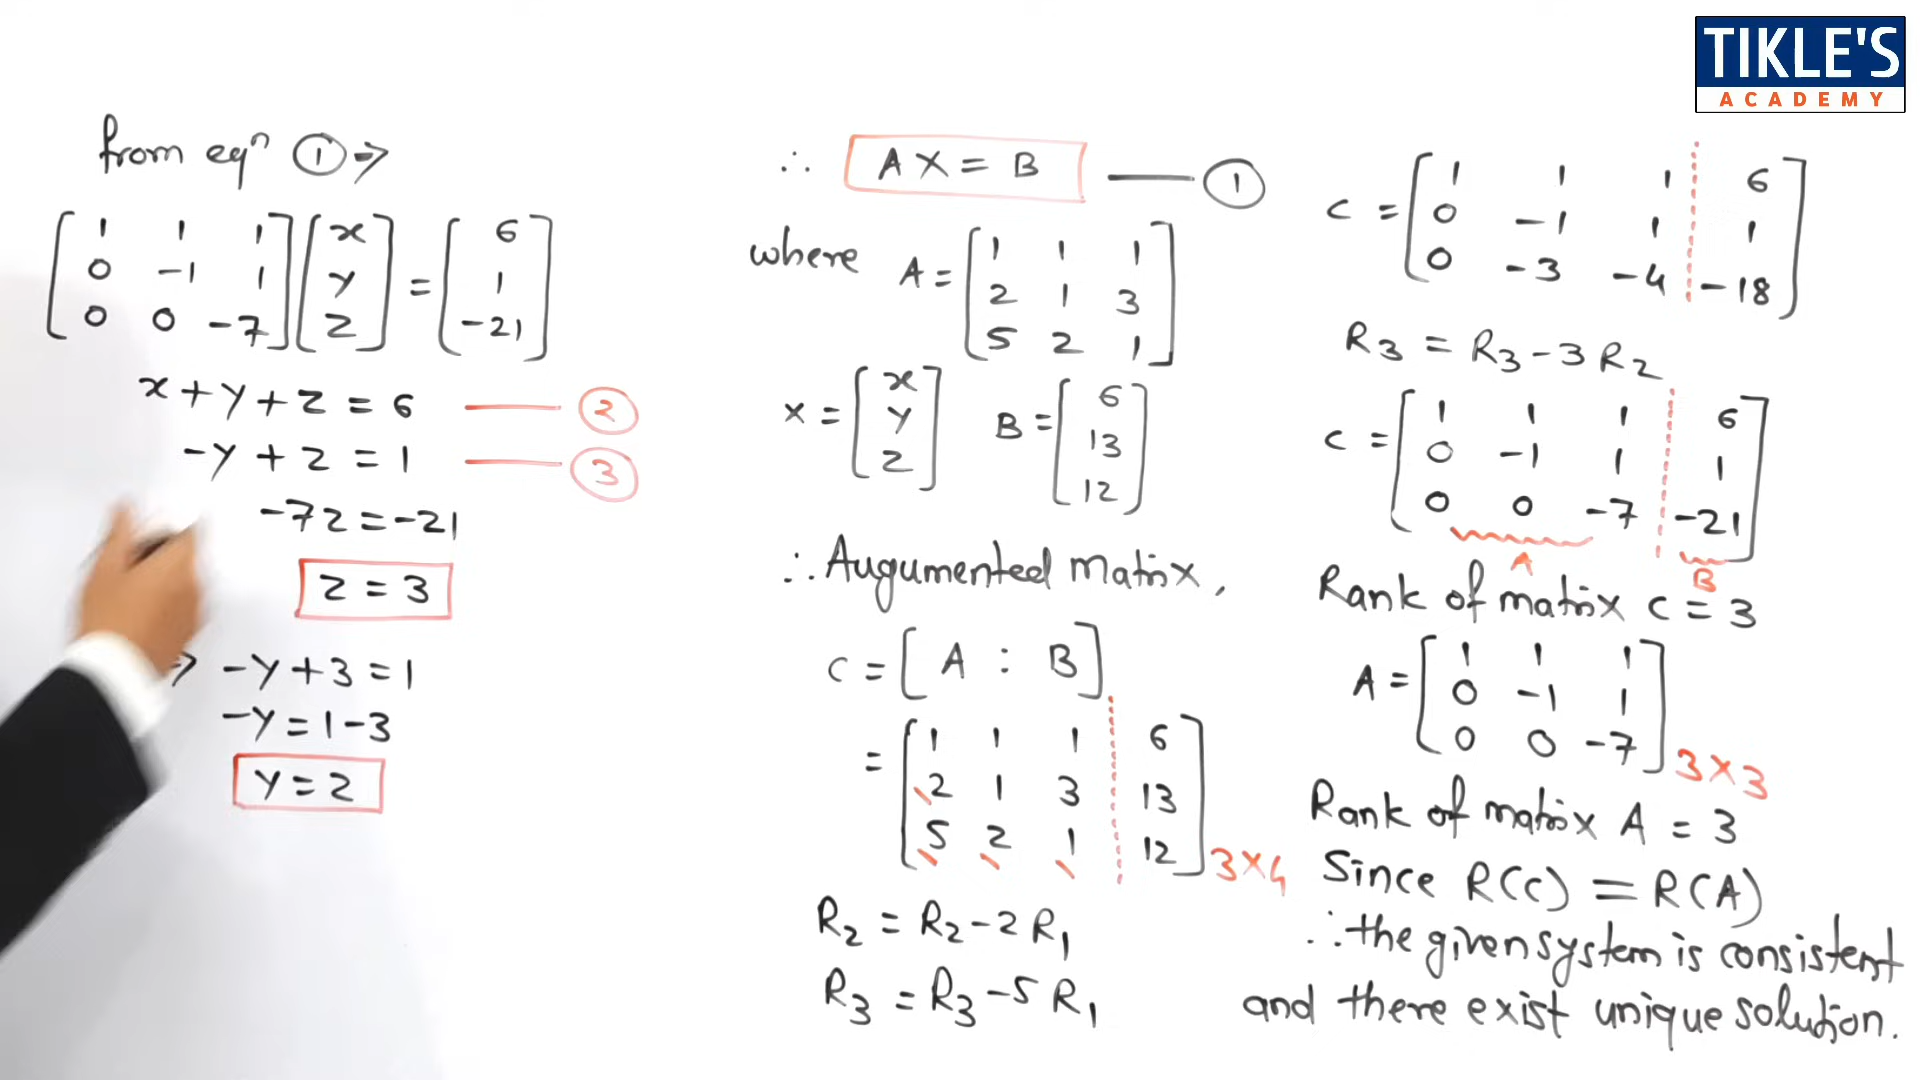 TIKLE'S
ACADEMY
from eqⁿ ① ⇒
[1 1 1] [x] = [6]
[0 -1 1] [y] = [1]
[0 0 -7] [z] = [-21]
x + y + z = 6 —— ②
-y + z = 1 —— ③
-7z = -21
z = 3
⇒ -y + 3 = 1
-y = 1 - 3
y = 2
∴ AX = B —— ①
where A = [1 1 1]
[2 1 3]
[5 2 1]
X = [x] B = [6]
[y] [13]
[z] [12]
∴ Augumented matrix,
C = [A : B]
= [1 1 1 ⋮ 6]
[2 1 3 ⋮ 13]
[5 2 1 ⋮ 12] 3×4
R₂ = R₂ - 2R₁
R₃ = R₃ - 5R₁
C = [1 1 1 ⋮ 6]
[0 -1 1 ⋮ 1]
[0 -3 -4 ⋮ -18]
R₃ = R₃ - 3R₂
C = [1 1 1 ⋮ 6]
[0 -1 1 ⋮ 1]
[0 0 -7 ⋮ -21]
A B
Rank of matrix C = 3
A = [1 1 1]
[0 -1 1]
[0 0 -7] 3×3
Rank of matrix A = 3
Since R(C) = R(A)
∴ the given system is consistent
and there exist unique solution.